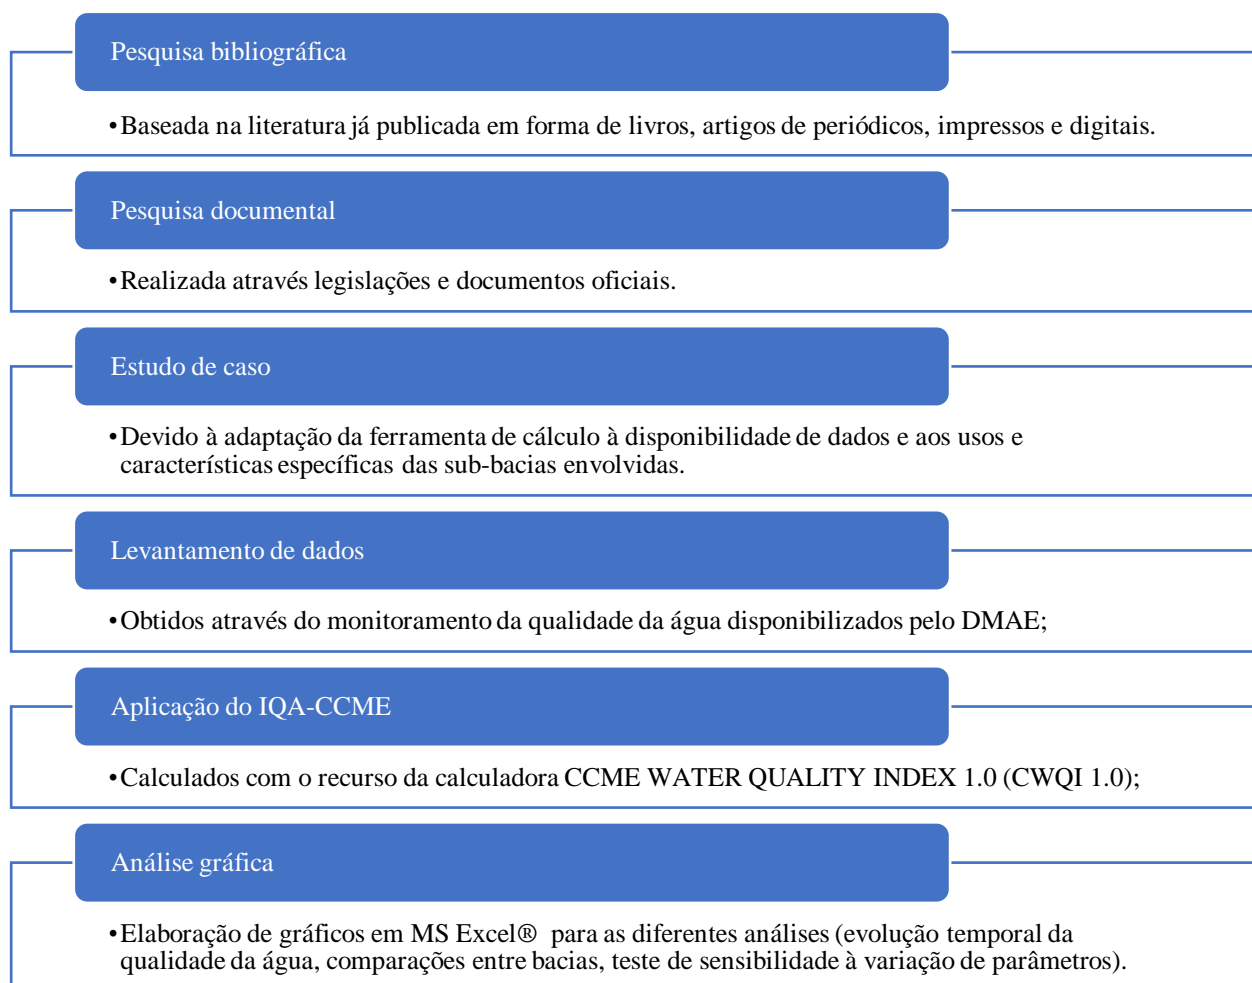 Pesquisa bibliográfica
•Baseada na literatura já publicada em forma de livros, artigos de periódicos, impressos e digitais.
Pesquisa documental
•Realizada através legislações e documentos oficiais.
Estudo de caso
•Devido à adaptação da ferramenta de cálculo à disponibilidade de dados e aos usos e
características específicas das sub-bacias envolvidas.
Levantamento de dados
•Obtidos através do monitoramento da qualidade da água disponibilizados pelo DMAE;
Aplicação do IQA-CCME
•Calculados com o recurso da calculadora CCME WATER QUALITY INDEX 1.0 (CWQI 1.0);
Análise gráfica
•Elaboração de gráficos em MS Excel® para as diferentes análises (evolução temporal da
qualidade da água, comparações entre bacias, teste de sensibilidade à variação de parâmetros).